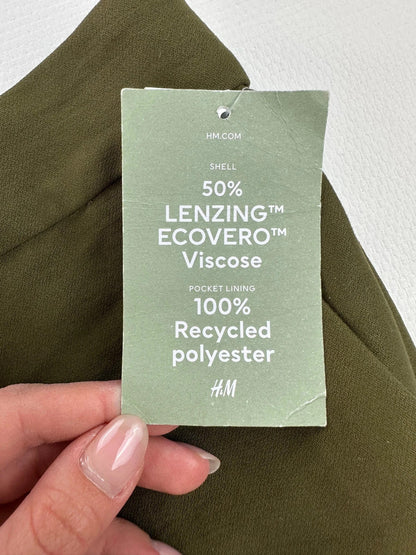 HM.COM
SHELL
50%
LENZING™
ECOVERO™
Viscose
POCKET LINING
100%
Recycled
polyester
H&M